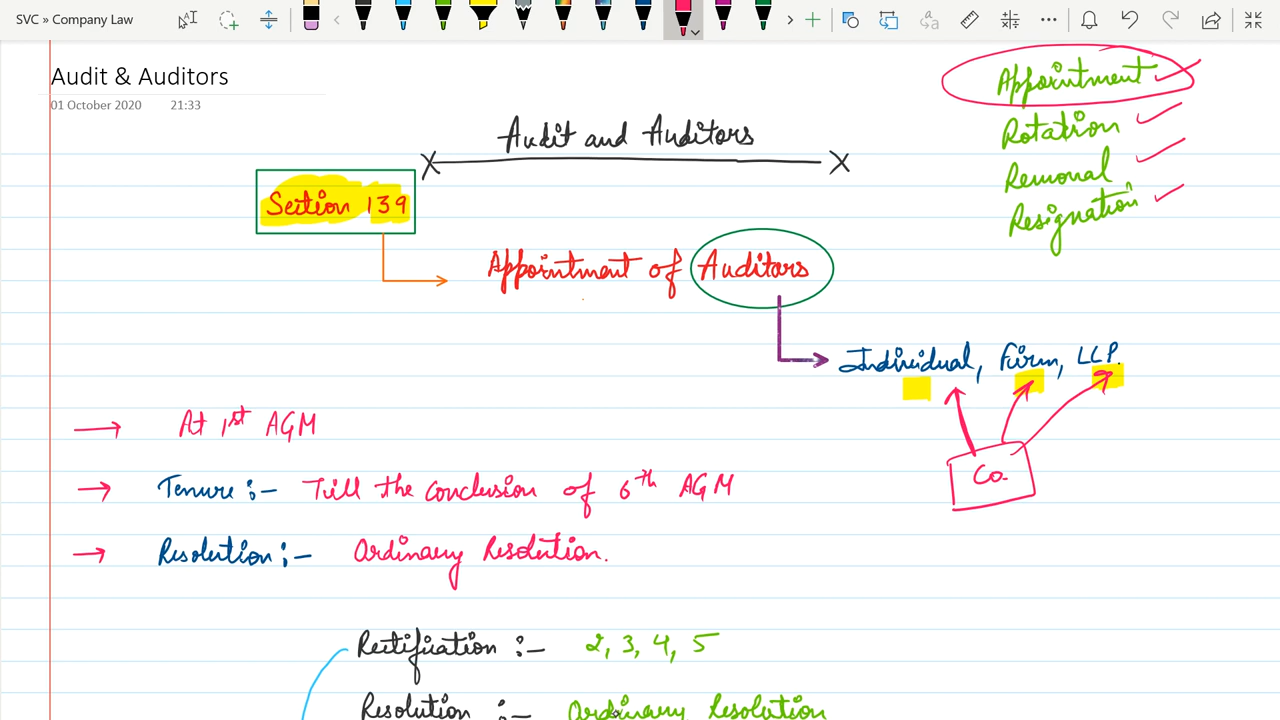 SVC » Company Law
Audit & Auditors
01 October 2020 21:33
Appointment
Rotation
Removal
Resignation
Audit and Auditors
Section 139
Appointment of Auditors
Individual, Firm, LLP.
Co.
At 1st AGM
Tenure :- Till the conclusion of 6th AGM
Resolution :- Ordinary Resolution.
Rectification :- 2, 3, 4, 5
Resolution :- Ordinary Resolution